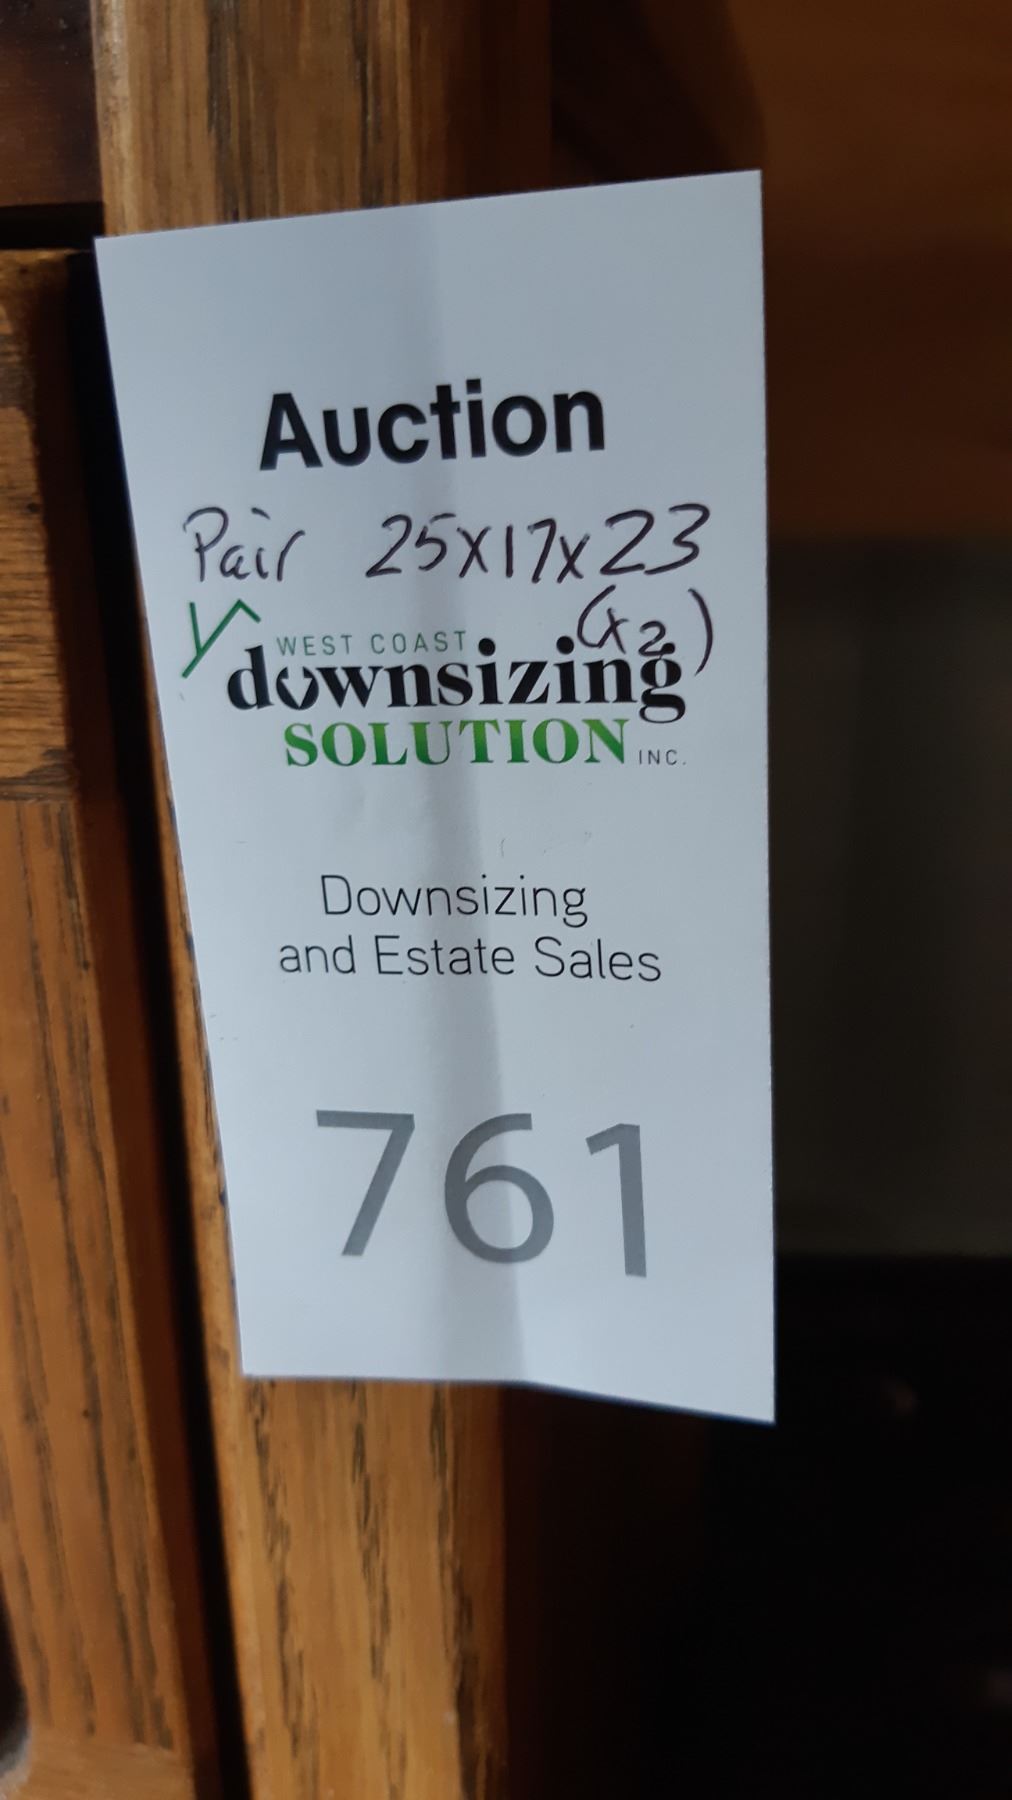 Auction
Pair 25x17x23
(x2)
WEST COAST
downsizing
SOLUTION INC.
Downsizing
and Estate Sales
761